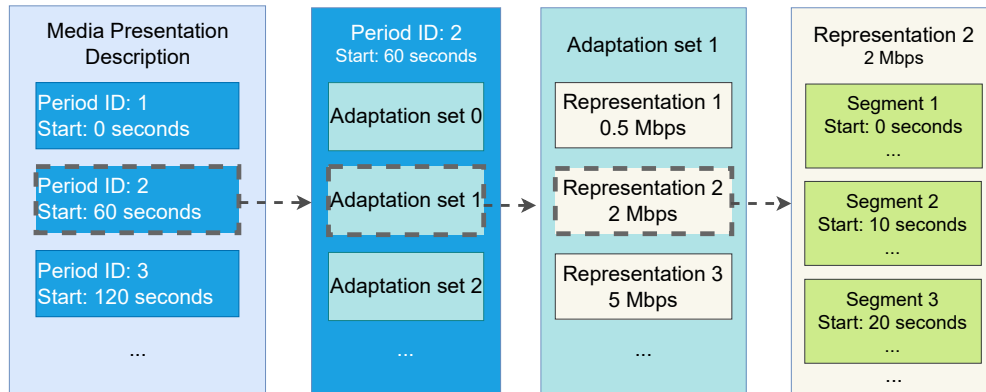 Media Presentation
Description
Period ID: 1
Start: 0 seconds
Period ID: 2
Start: 60 seconds
Period ID: 3
Start: 120 seconds
...
Period ID: 2
Start: 60 seconds
Adaptation set 0
Adaptation set 1
Adaptation set 2
...
Adaptation set 1
Representation 1
0.5 Mbps
Representation 2
2 Mbps
Representation 3
5 Mbps
...
Representation 2
2 Mbps
Segment 1
Start: 0 seconds
...
Segment 2
Start: 10 seconds
...
Segment 3
Start: 20 seconds
...
...